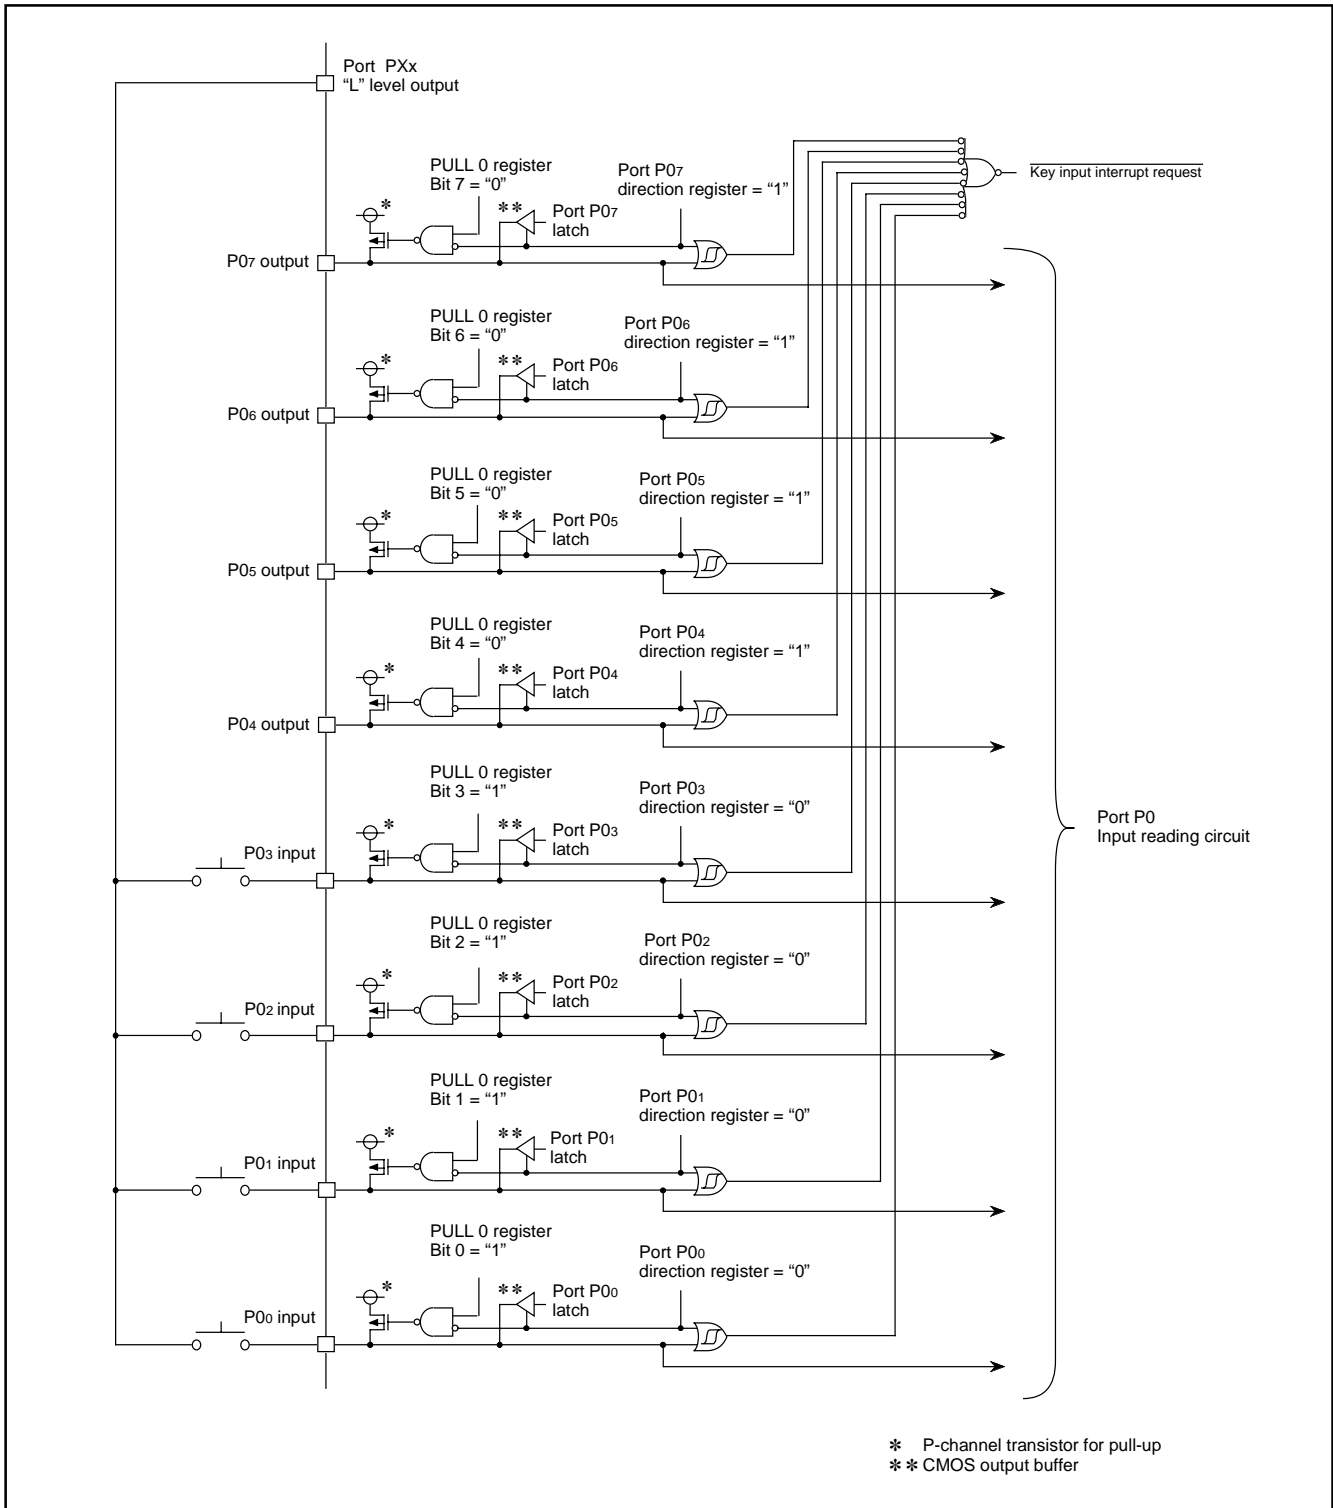 Port PXx
“L” level output
Key input interrupt request
PULL 0 register
Bit 7 = “0”
Port P07
direction register = “1”
*
**
Port P07
latch
P07 output
PULL 0 register
Bit 6 = “0”
Port P06
direction register = “1”
*
**
Port P06
latch
P06 output
PULL 0 register
Bit 5 = “0”
Port P05
direction register = “1”
*
**
Port P05
latch
P05 output
PULL 0 register
Bit 4 = “0”
Port P04
direction register = “1”
*
**
Port P04
latch
P04 output
PULL 0 register
Bit 3 = “1”
Port P03
direction register = “0”
*
**
Port P03
latch
P03 input
Port P0
Input reading circuit
PULL 0 register
Bit 2 = “1”
Port P02
direction register = “0”
*
**
Port P02
latch
P02 input
PULL 0 register
Bit 1 = “1”
Port P01
direction register = “0”
*
**
Port P01
latch
P01 input
PULL 0 register
Bit 0 = “1”
Port P00
direction register = “0”
*
**
Port P00
latch
P00 input
* P-channel transistor for pull-up
** CMOS output buffer